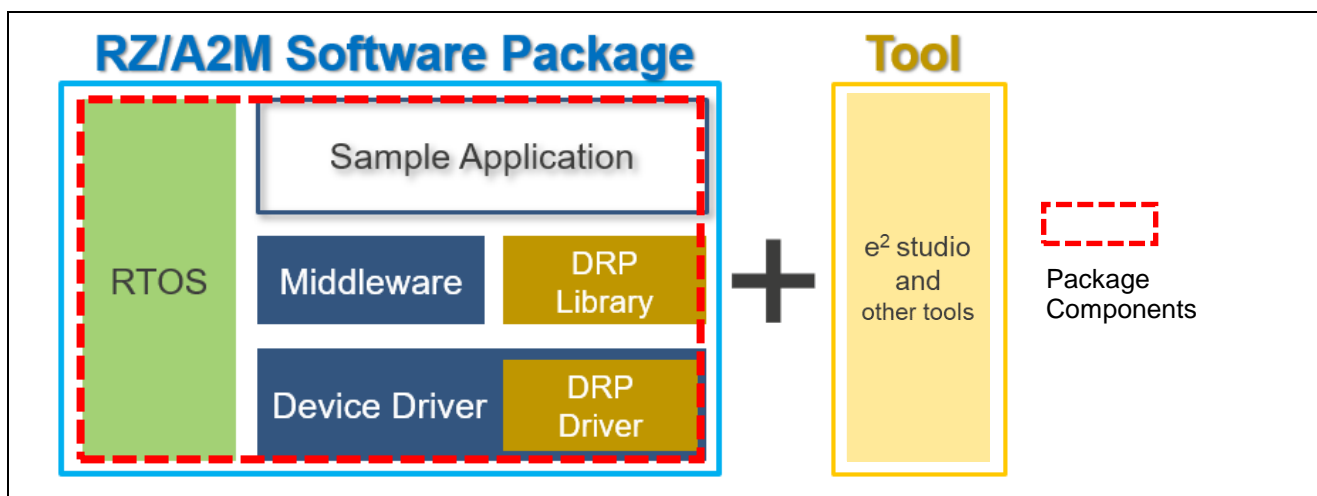 RZ/A2M Software Package
Tool
RTOS
Sample Application
Middleware
DRP
Library
Device Driver
DRP
Driver
e² studio
and
other tools
Package
Components